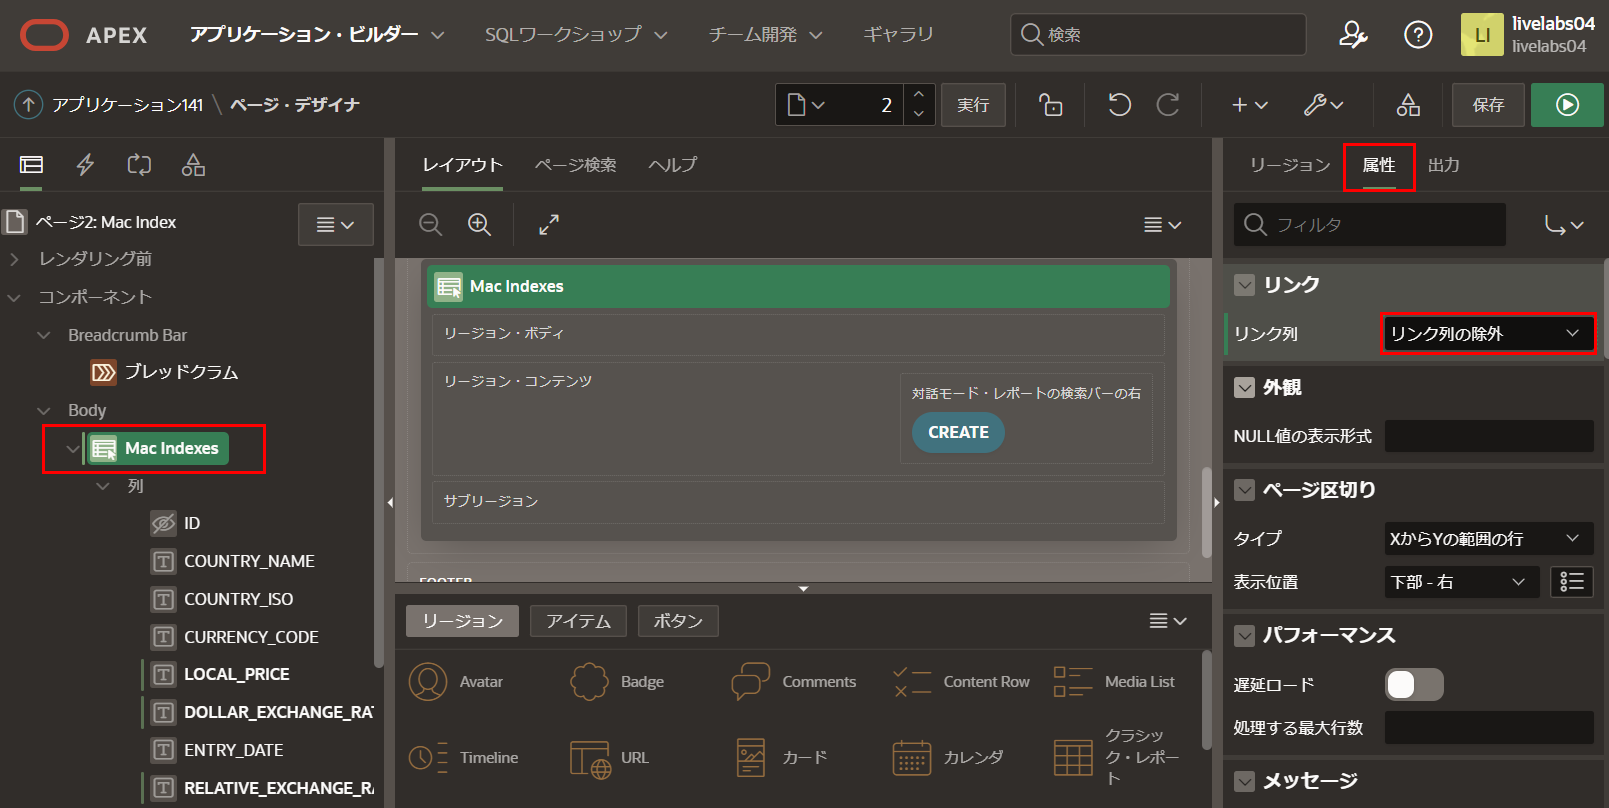 APEX
アプリケーション・ビルダー
SQLワークショップ
チーム開発
ギャラリ
検索
LI
livelabs04
livelabs04
アプリケーション141 \ ページ・デザイナ
2
実行
保存
ページ2: Mac Index
レンダリング前
コンポーネント
Breadcrumb Bar
ブレッドクラム
Body
Mac Indexes
列
ID
COUNTRY_NAME
COUNTRY_ISO
CURRENCY_CODE
LOCAL_PRICE
DOLLAR_EXCHANGE_RAT
ENTRY_DATE
RELATIVE_EXCHANGE_RA
レイアウト
ページ検索
ヘルプ
Mac Indexes
リージョン・ボディ
リージョン・コンテンツ
対話モード・レポートの検索バーの右
CREATE
サブリージョン
FOOTER
リージョン
アイテム
ボタン
Avatar
Badge
Comments
Content Row
Media List
Timeline
URL
カード
カレンダ
クラシッ
ク・レポー
ト
リージョン
属性
出力
フィルタ
リンク
リンク列
リンク列の除外
外観
NULL値の表示形式
ページ区切り
タイプ
XからYの範囲の行
表示位置
下部 - 右
パフォーマンス
遅延ロード
処理する最大行数
メッセージ